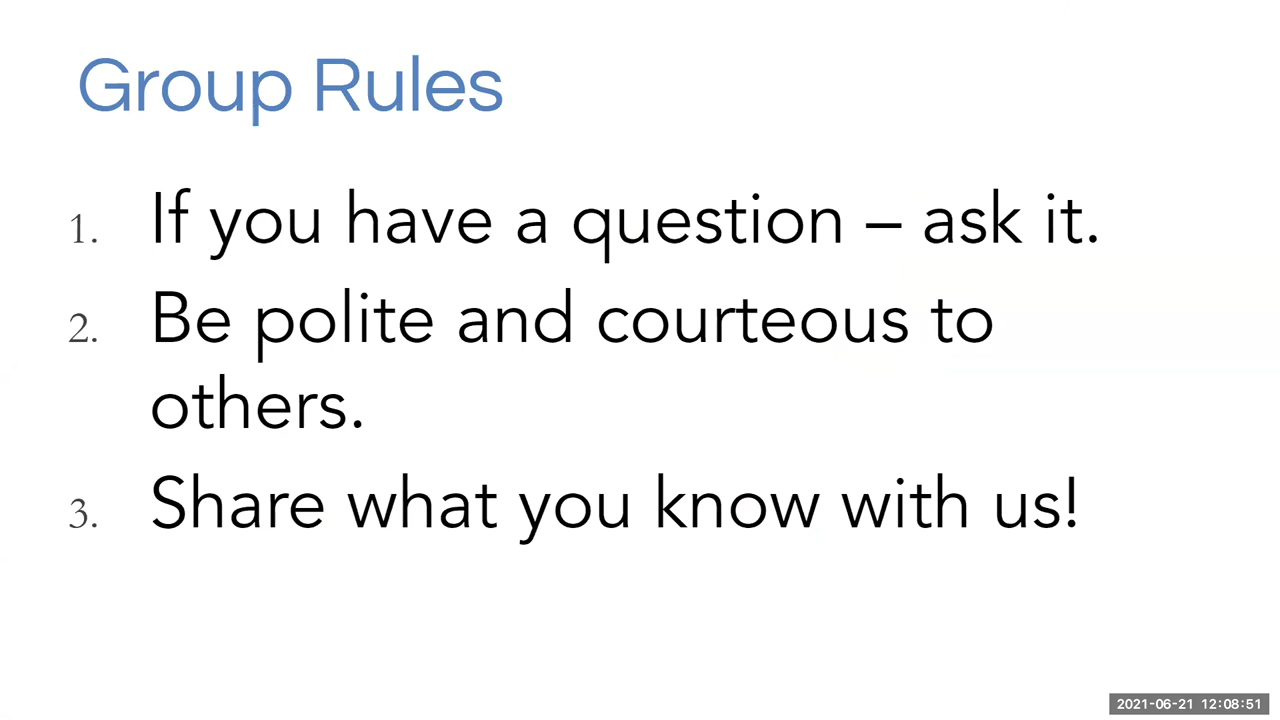 Group Rules
1. If you have a question – ask it.
2. Be polite and courteous to
others.
3. Share what you know with us!
2021-06-21 12:08:51